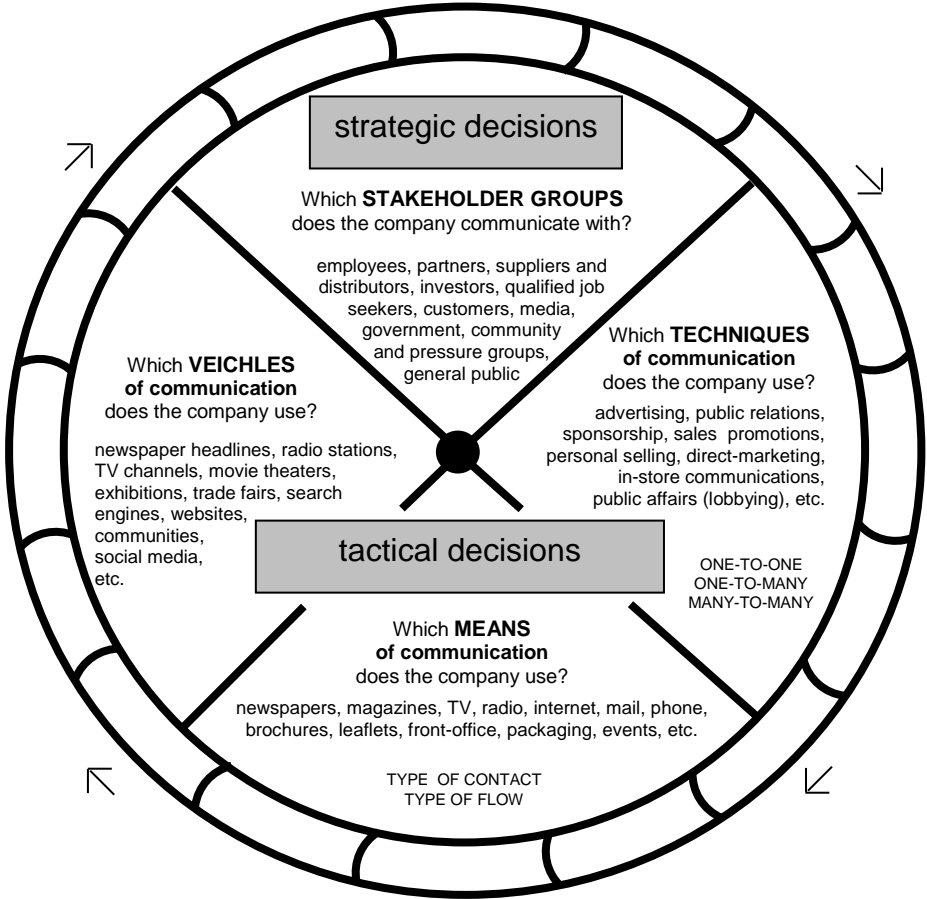 strategic decisions
Which STAKEHOLDER GROUPS
does the company communicate with?
employees, partners, suppliers and
distributors, investors, qualified job
seekers, customers, media,
government, community
and pressure groups,
general public
Which TECHNIQUES
of communication
does the company use?
advertising, public relations,
sponsorship, sales promotions,
personal selling, direct-marketing,
in-store communications,
public affairs (lobbying), etc.
ONE-TO-ONE
ONE-TO-MANY
MANY-TO-MANY
Which VEICHLES
of communication
does the company use?
newspaper headlines, radio stations,
TV channels, movie theaters,
exhibitions, trade fairs, search
engines, websites,
communities,
social media,
etc.
tactical decisions
Which MEANS
of communication
does the company use?
newspapers, magazines, TV, radio, internet, mail, phone,
brochures, leaflets, front-office, packaging, events, etc.
TYPE OF CONTACT
TYPE OF FLOW